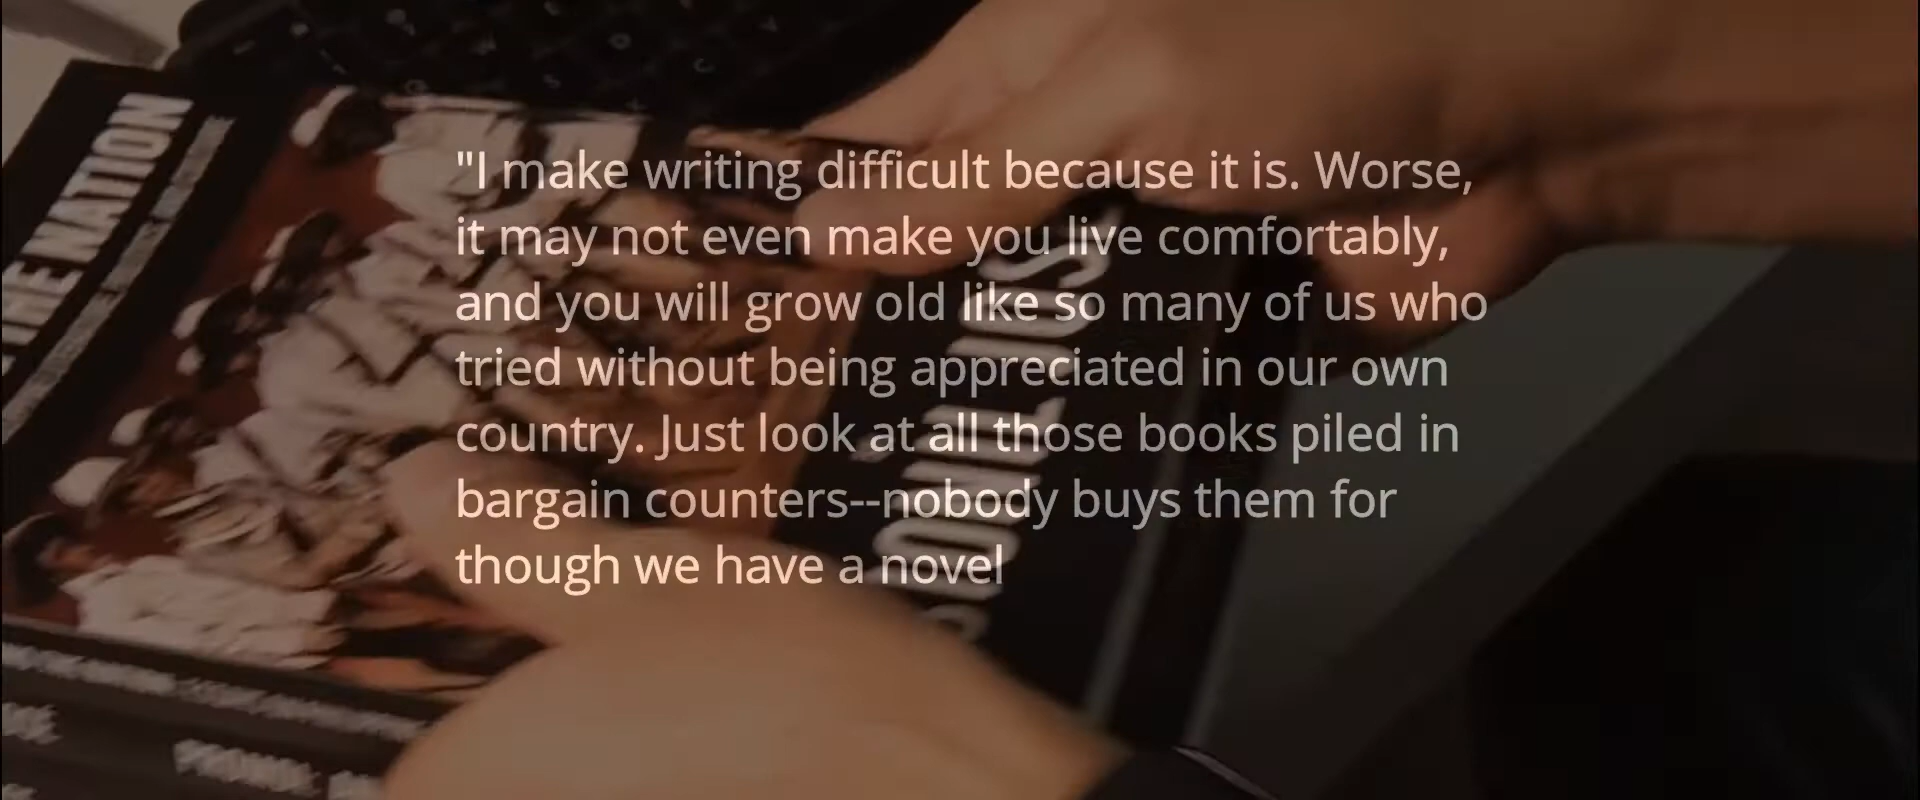 THE NATION
"I make writing difficult because it is. Worse,
it may not even make you live comfortably,
and you will grow old like so many of us who
tried without being appreciated in our own
country. Just look at all those books piled in
bargain counters--nobody buys them for
though we have a novel